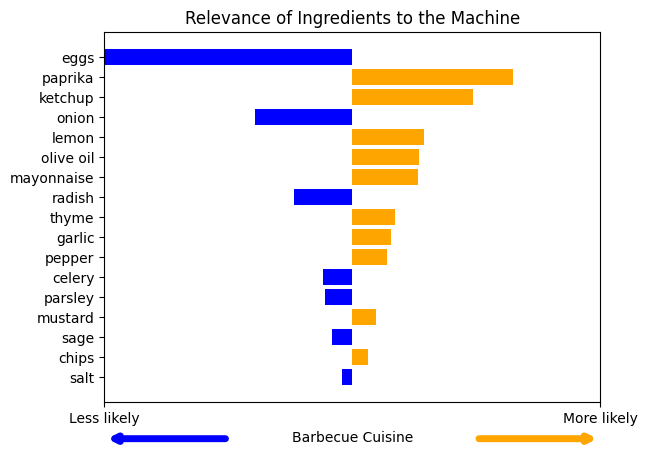 Relevance of Ingredients to the Machine
eggs
paprika
ketchup
onion
lemon
olive oil
mayonnaise
radish
thyme
garlic
pepper
celery
parsley
mustard
sage
chips
salt
Less likely
More likely
Barbecue Cuisine